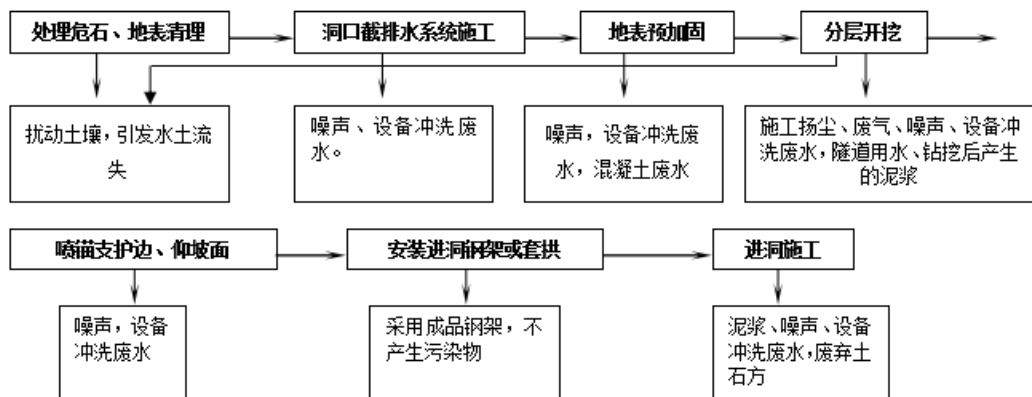 处理危石、地表清理
洞口截排水系统施工
地表预加固
分层开挖
扰动土壤，引发水土流
失
噪声、设备冲洗废
水。
噪声，设备冲洗废
水，混凝土废水
施工扬尘、废气、噪声、设备冲
洗废水，隧道用水、钻挖后产生
的泥浆
喷锚支护边、仰坡面
安装进洞钢架或套拱
进洞施工
噪声，设备
冲洗废水
采用成品钢架，不
产生污染物
泥浆、噪声、设备
冲洗废水，废弃土
石方